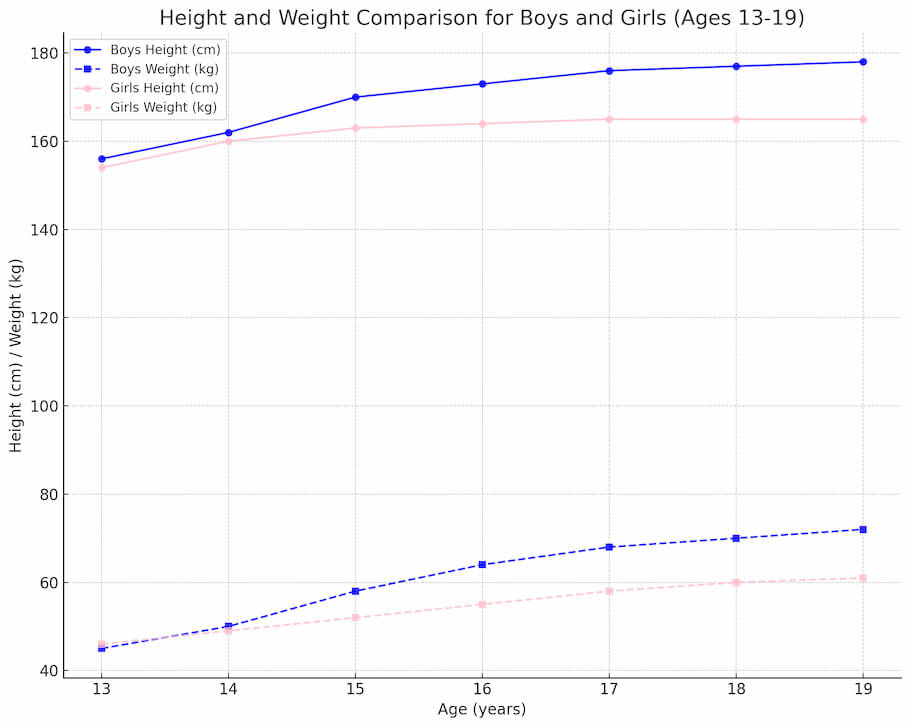 Height and Weight Comparison for Boys and Girls (Ages 13-19)
Boys Height (cm)
Boys Weight (kg)
Girls Height (cm)
Girls Weight (kg)
180
160
140
120
100
80
60
40
Height (cm) / Weight (kg)
13 14 15 16 17 18 19
Age (years)